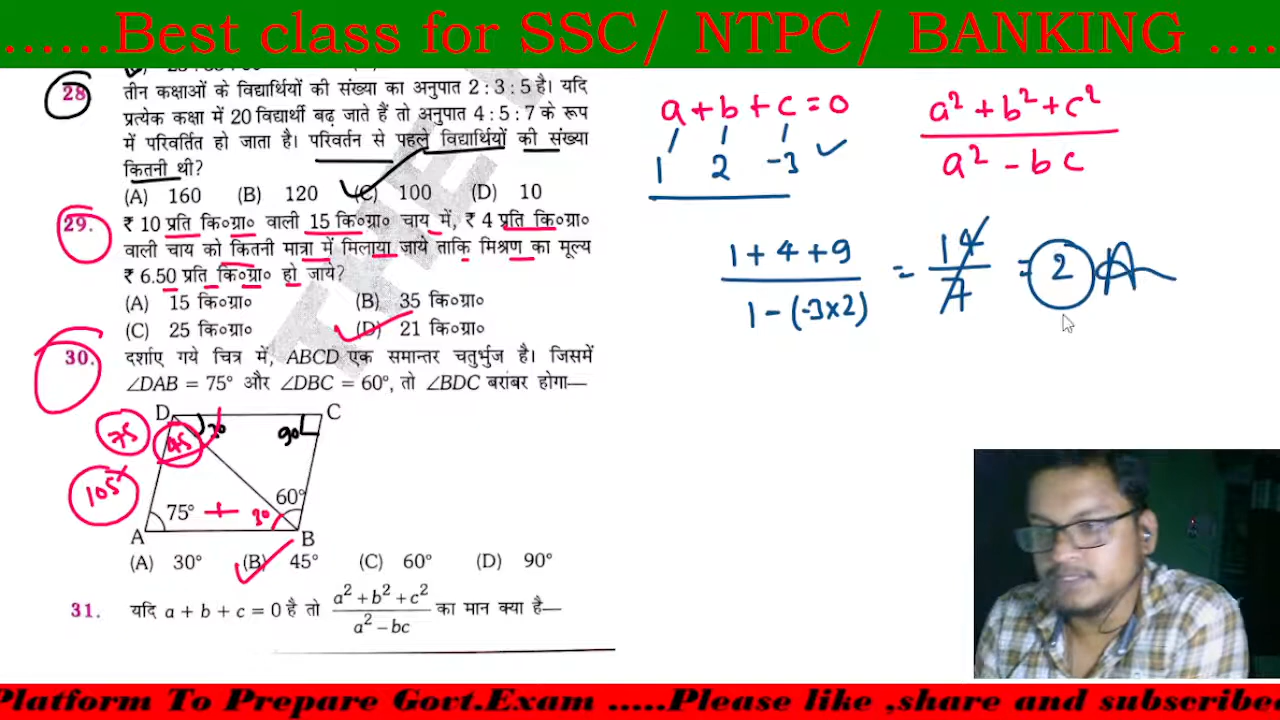 ......Best class for SSC/ NTPC/ BANKING ....
28
तीन कक्षाओं के विद्यार्थियों की संख्या का अनुपात 2 : 3 : 5 है। यदि
प्रत्येक कक्षा में 20 विद्यार्थी बढ़ जाते हैं तो अनुपात 4 : 5 : 7 के रूप
में परिवर्तित हो जाता है। परिवर्तन से पहले विद्यार्थियों की संख्या
कितनी थी?
(A) 160 (B) 120 (C) 100 (D) 10
29. ₹ 10 प्रति कि०ग्रा० वाली 15 कि०ग्रा० चाय में, ₹ 4 प्रति कि०ग्रा०
वाली चाय को कितनी मात्रा में मिलाया जाये ताकि मिश्रण का मूल्य
₹ 6.50 प्रति कि०ग्रा० हो जाये?
(A) 15 कि०ग्रा० (B) 35 कि०ग्रा०
(C) 25 कि०ग्रा० (D) 21 कि०ग्रा०
30. दर्शाए गये चित्र में, ABCD एक समान्तर चतुर्भुज है। जिसमें
∠DAB = 75° और ∠DBC = 60°, तो ∠BDC बरांबर होगा—
D C
75 45 30 90
105
60°
75° + 30
A B
(A) 30° (B) 45° (C) 60° (D) 90°
31. यदि a + b + c = 0 है तो a² + b² + c² / a² − bc का मान क्या है—
a + b + c = 0
1 2 -3
a² + b² + c²
a² - bc
1 + 4 + 9 = 14 = 2 A
1 - (-3×2) 7
Platform To Prepare Govt.Exam .....Please like ,share and subscribe